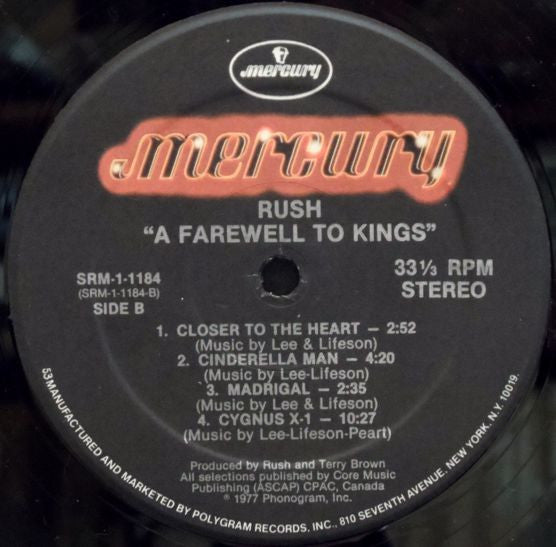 mercury
mercury
RUSH
"A FAREWELL TO KINGS"
SRM-1-1184
(SRM-1-1184-B)
SIDE B
33⅓ RPM
STEREO
1. CLOSER TO THE HEART – 2:52
(Music by Lee & Lifeson)
2. CINDERELLA MAN – 4:20
(Music by Lee-Lifeson)
3. MADRIGAL – 2:35
(Music by Lee & Lifeson)
4. CYGNUS X-1 – 10:27
(Music by Lee-Lifeson-Peart)
Produced by Rush and Terry Brown
All selections published by Core Music
Publishing (ASCAP) CPAC, Canada
℗ 1977 Phonogram, Inc.
53 MANUFACTURED AND MARKETED BY POLYGRAM RECORDS, INC., 810 SEVENTH AVENUE, NEW YORK, N.Y. 10019.